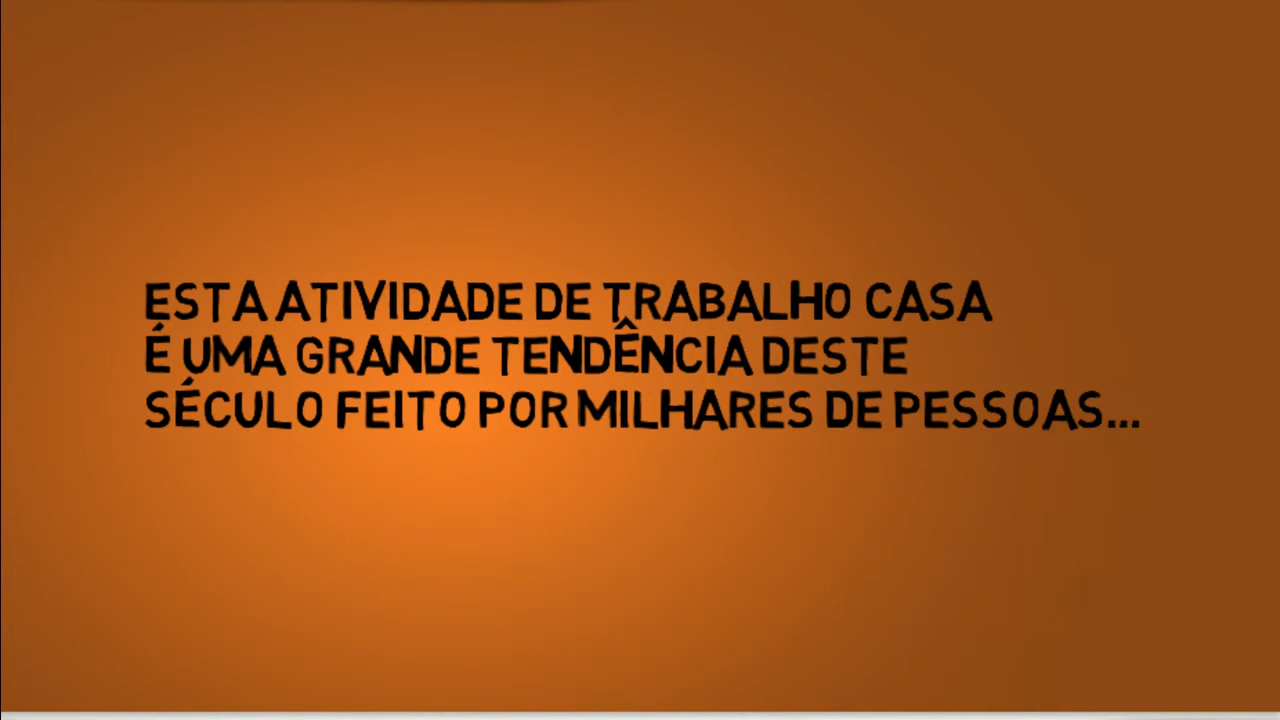 ESTA ATIVIDADE DE TRABALHO CASA
É UMA GRANDE TENDÊNCIA DESTE
SÉCULO FEITO POR MILHARES DE PESSOAS...